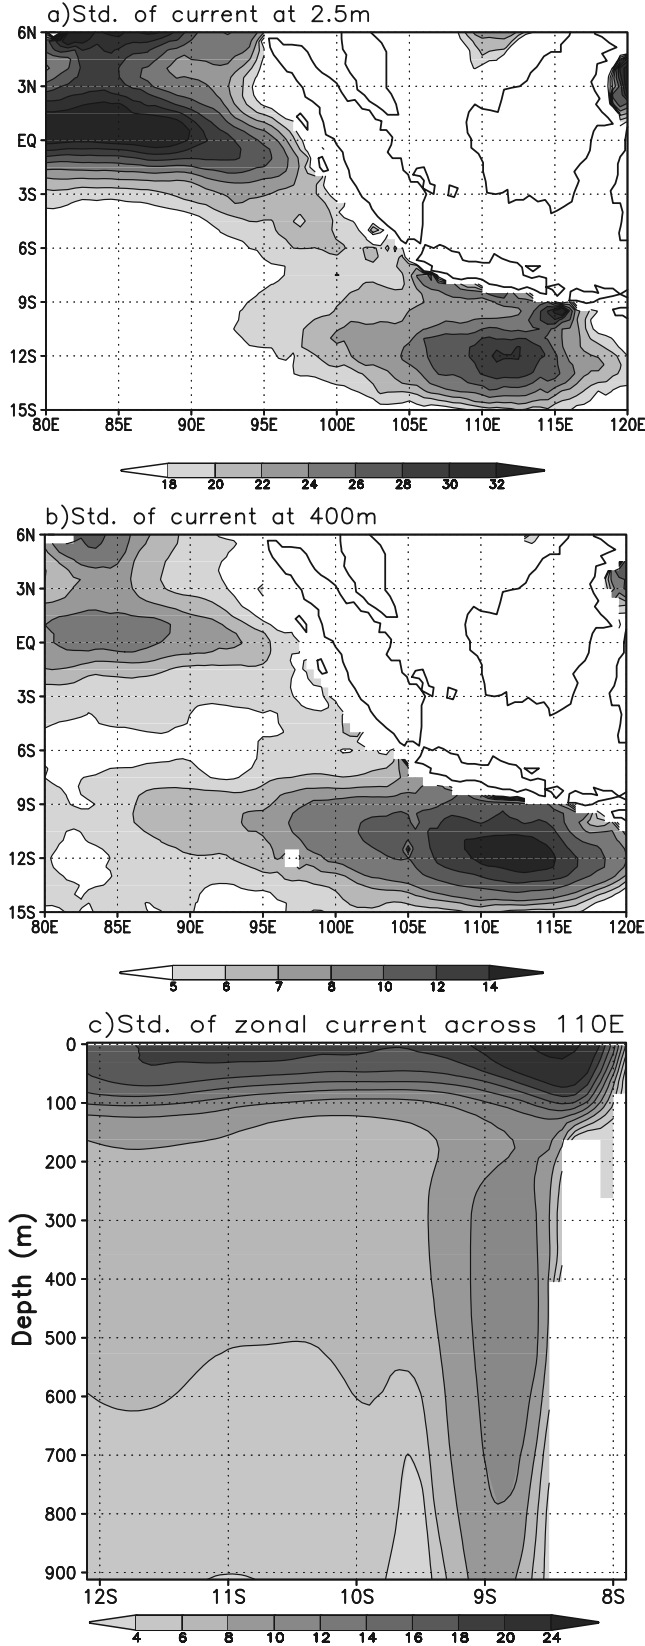 a)Std. of current at 2.5m
6N
3N
EQ
3S
6S
9S
12S
15S
80E 85E 90E 95E 100E 105E 110E 115E 120E
18 20 22 24 26 28 30 32
b)Std. of current at 400m
6N
3N
EQ
3S
6S
9S
12S
15S
80E 85E 90E 95E 100E 105E 110E 115E 120E
5 6 7 8 10 12 14
c)Std. of zonal current across 110E
0
100
200
300
400
500
600
700
800
900
Depth (m)
12S 11S 10S 9S 8S
4 6 8 10 12 14 16 18 20 24